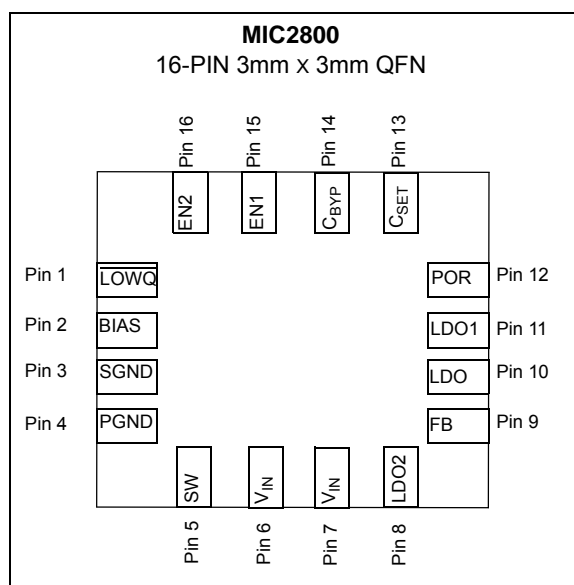 MIC2800
16-PIN 3mm x 3mm QFN
Pin 16
Pin 15
Pin 14
Pin 13
EN2
EN1
CBYP
CSET
Pin 1
LOWQ
POR
Pin 12
Pin 2
BIAS
LDO1
Pin 11
Pin 3
SGND
LDO
Pin 10
Pin 4
PGND
FB
Pin 9
SW
VIN
VIN
LDO2
Pin 5
Pin 6
Pin 7
Pin 8